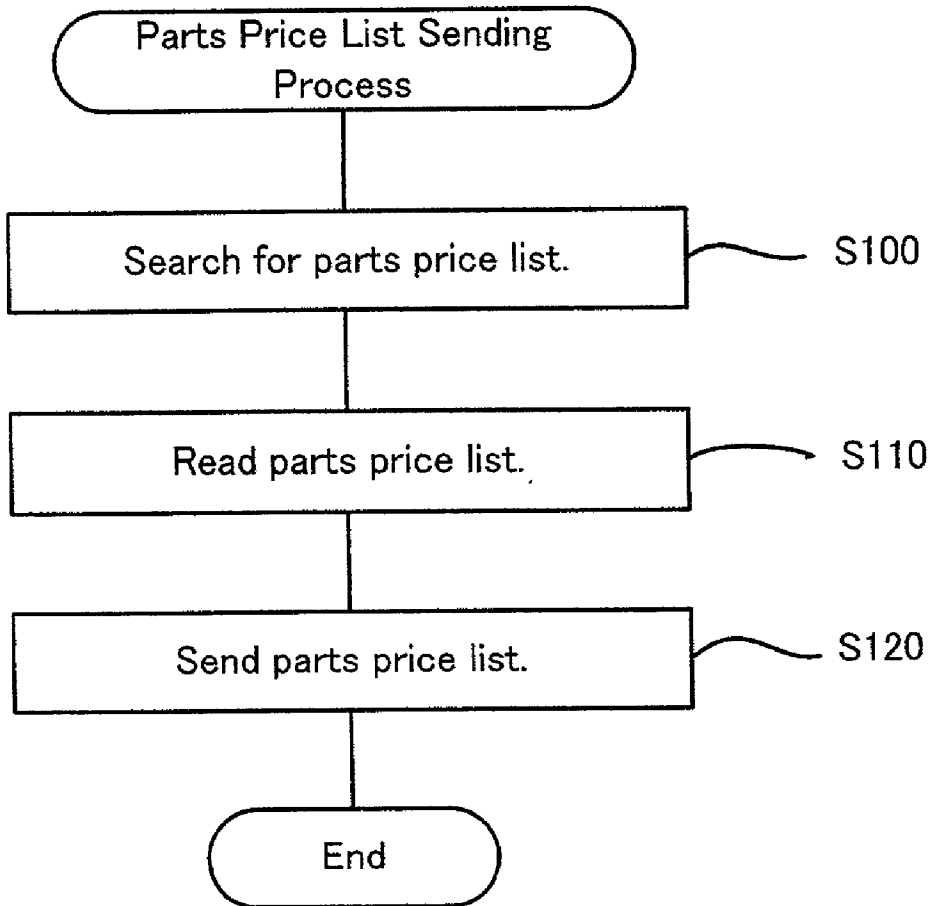 Parts Price List Sending
Process
Search for parts price list.
S100
Read parts price list.
S110
Send parts price list.
S120
End